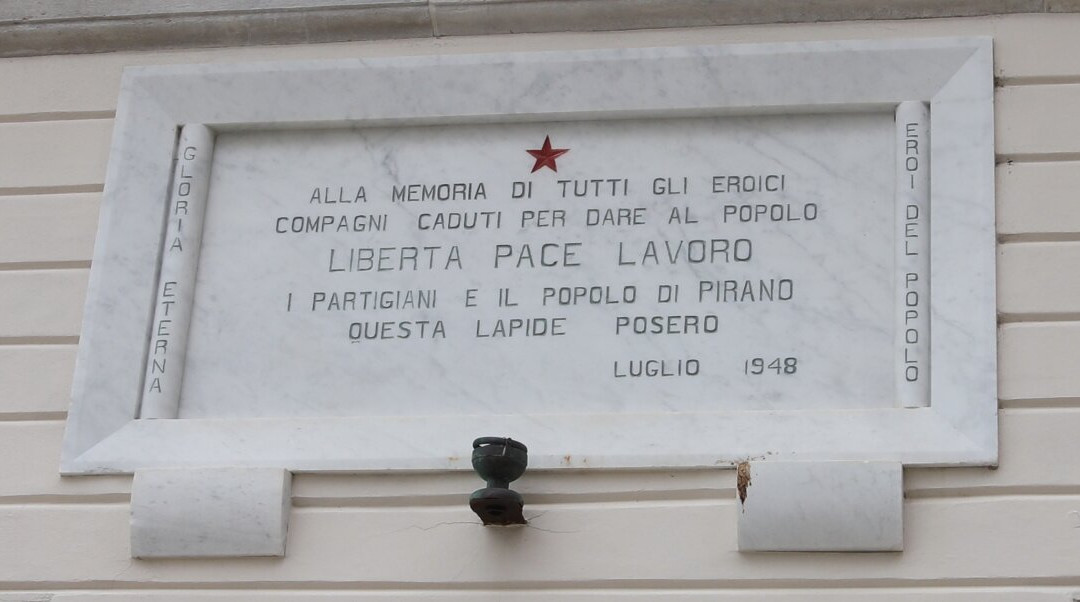 GLORIA ETERNA
ALLA MEMORIA DI TUTTI GLI EROICI
COMPAGNI CADUTI PER DARE AL POPOLO
LIBERTA PACE LAVORO
I PARTIGIANI E IL POPOLO DI PIRANO
QUESTA LAPIDE POSERO
LUGLIO 1948
EROI DEL POPOLO